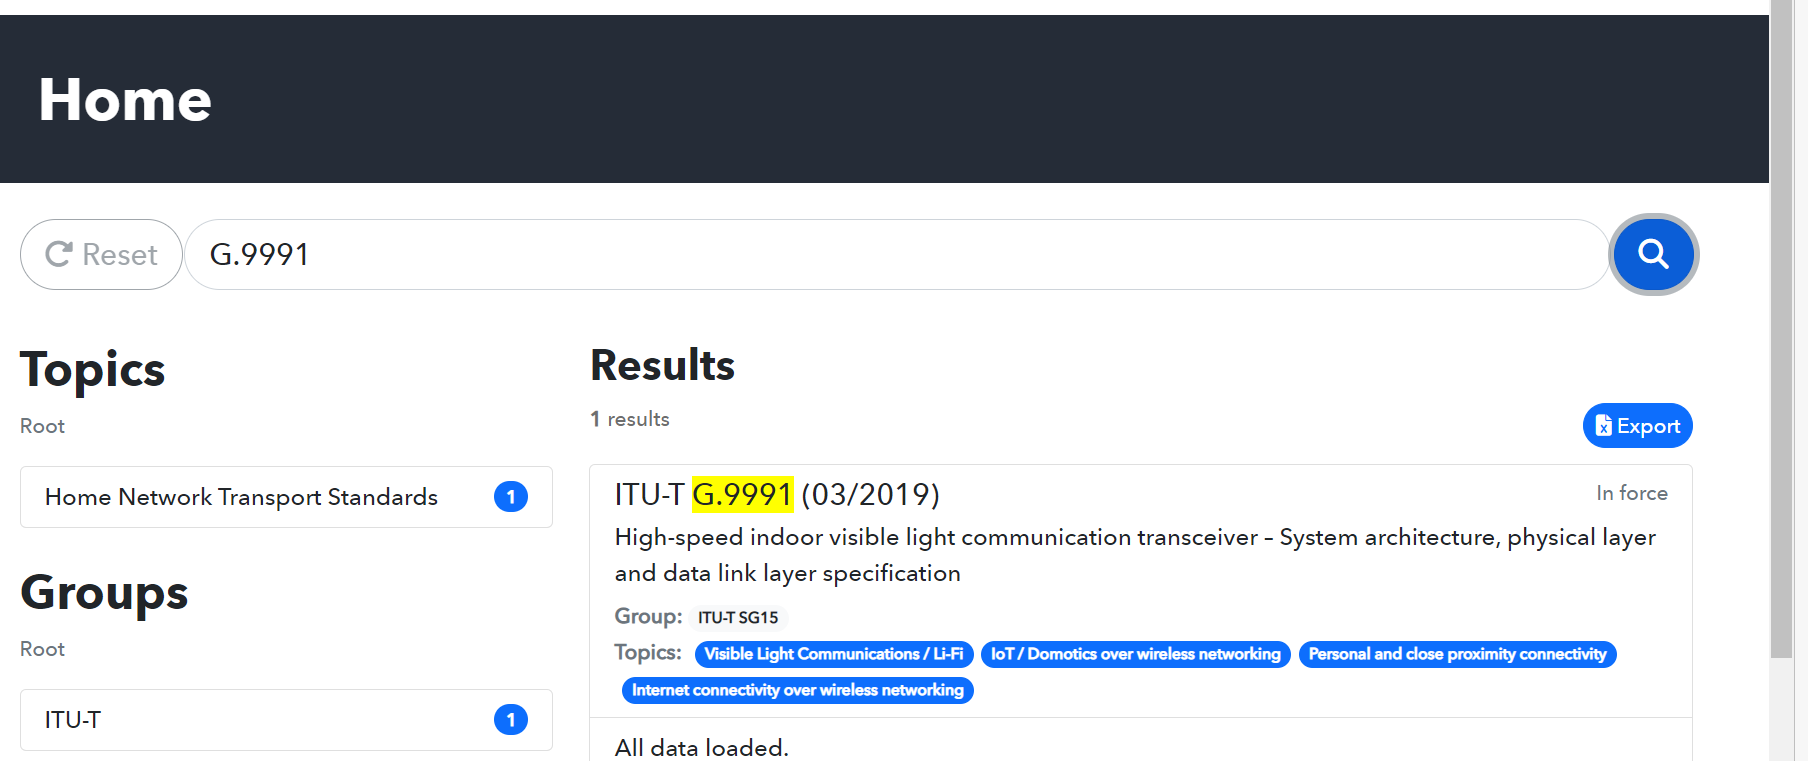 Home
Reset
G.9991
Topics
Root
Home Network Transport Standards 1
Groups
Root
ITU-T 1
Results
1 results
Export
ITU-T G.9991 (03/2019)
In force
High-speed indoor visible light communication transceiver – System architecture, physical layer
and data link layer specification
Group: ITU-T SG15
Topics: Visible Light Communications / Li-Fi IoT / Domotics over wireless networking Personal and close proximity connectivity
Internet connectivity over wireless networking
All data loaded.